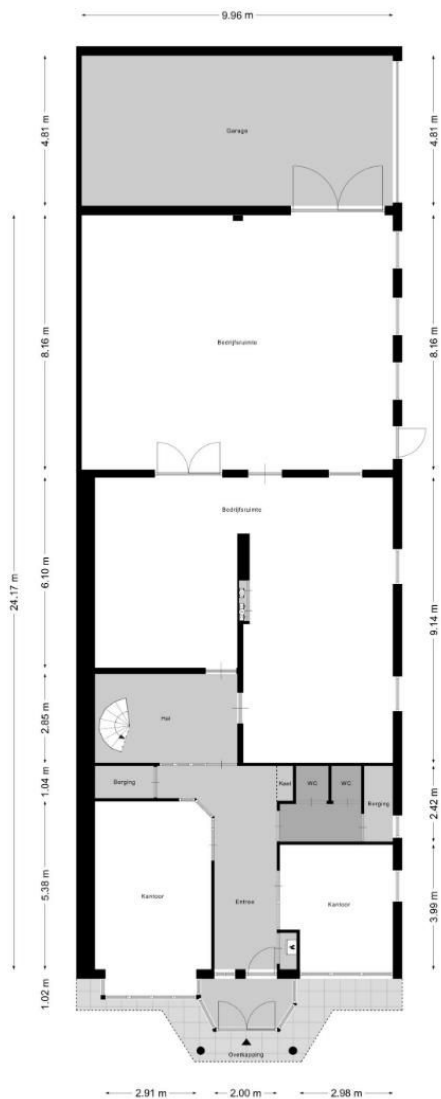 9.96 m
4.81 m
Garage
4.81 m
8.16 m
Bedrijfsruimte
8.16 m
24.17 m
Bedrijfsruimte
6.10 m
9.14 m
2.85 m
Hal
1.04 m
Berging
Kast
WC
WC
Berging
2.42 m
5.38 m
Kantoor
Entree
Kantoor
3.99 m
1.02 m
Overkapping
2.91 m
2.00 m
2.98 m